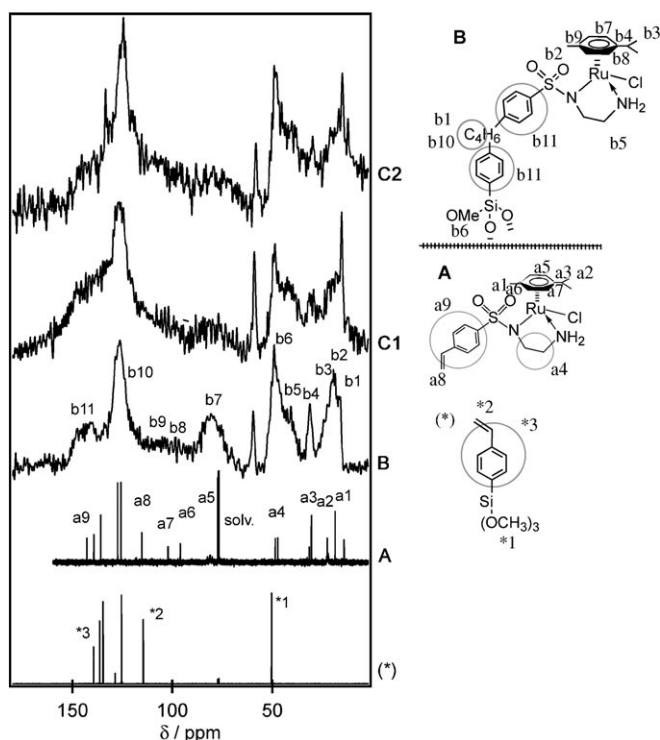 C2
C1
b6
b2
b3
b1
b10
b5
b4
b11
b7
b9
b8
B
a8
a5
a9
a6
a3
a1
a7
solv.
a4
a2
A
*1
*3
*2
(*)
150
100
50
δ / ppm
B
b7
b9
b4
b3
b2
b8
O
O
S
Ru
Cl
N
NH2
b1
C4H6
b10
b11
b5
b11
Si
OMe
O
O
b6
A
a5
a1
a3
a2
a6
a7
a9
O
O
Ru
S
Cl
N
NH2
a8
a4
(*)
*2
*3
Si
(OCH3)3
*1